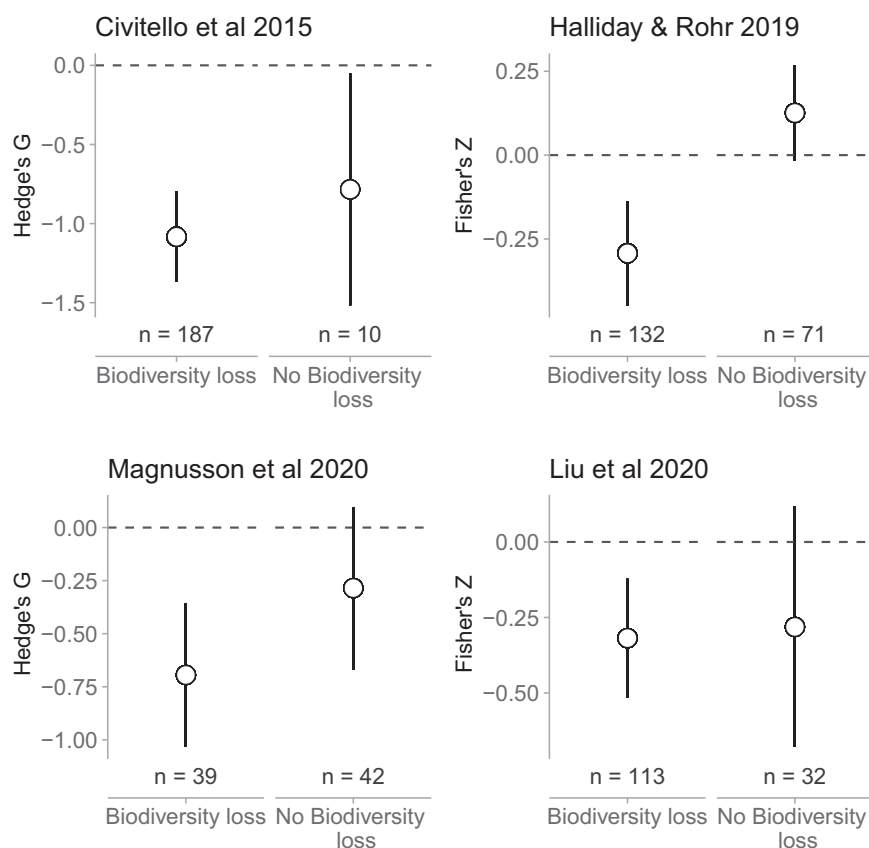 Civitello et al 2015
Hedge's G
0.0
−0.5
−1.0
−1.5
n = 187
n = 10
Biodiversity loss
No Biodiversity
loss
Halliday & Rohr 2019
Fisher's Z
0.25
0.00
−0.25
n = 132
n = 71
Biodiversity loss
No Biodiversity
loss
Magnusson et al 2020
Hedge's G
0.00
−0.25
−0.50
−0.75
−1.00
n = 39
n = 42
Biodiversity loss
No Biodiversity
loss
Liu et al 2020
Fisher's Z
0.00
−0.25
−0.50
n = 113
n = 32
Biodiversity loss
No Biodiversity
loss